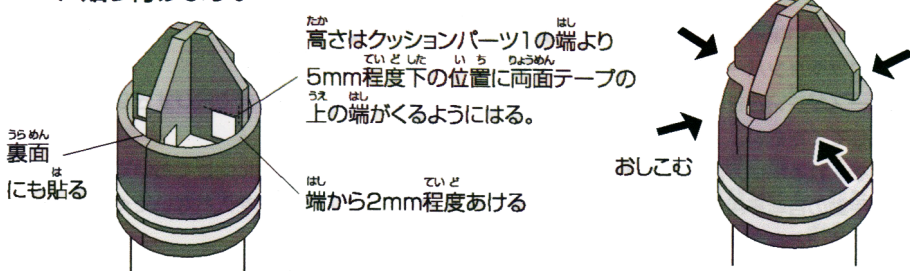 高さはクッションパーツ1の端より
5mm程度下の位置に両面テープの
上の端がくるようにはる。
裏面
にも貼る
端から2mm程度あける
おしこむ